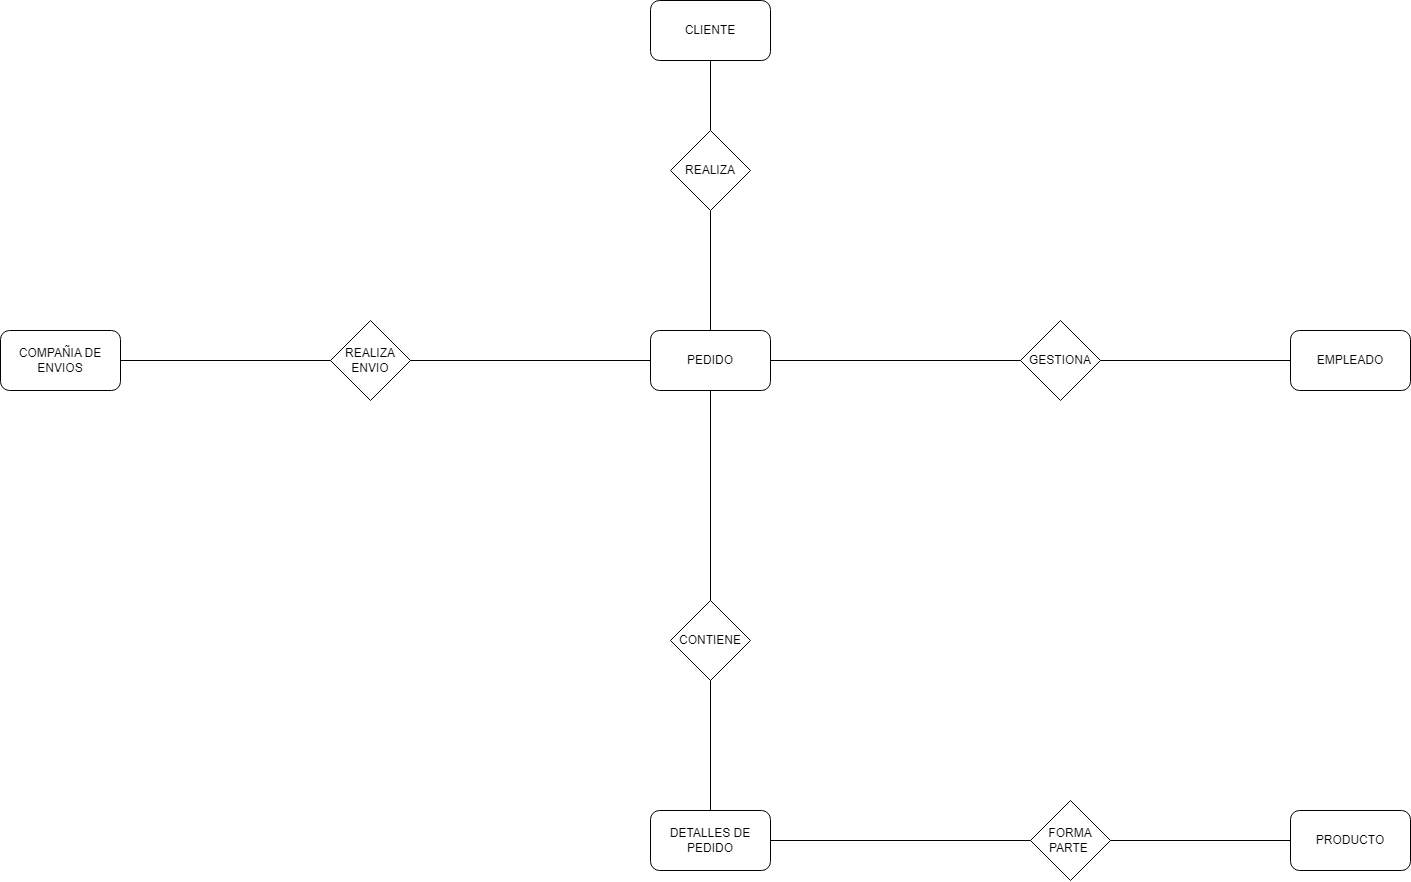 CLIENTE
REALIZA
COMPAÑIA DE
ENVIOS
REALIZA
ENVIO
PEDIDO
GESTIONA
EMPLEADO
CONTIENE
DETALLES DE
PEDIDO
FORMA
PARTE
PRODUCTO